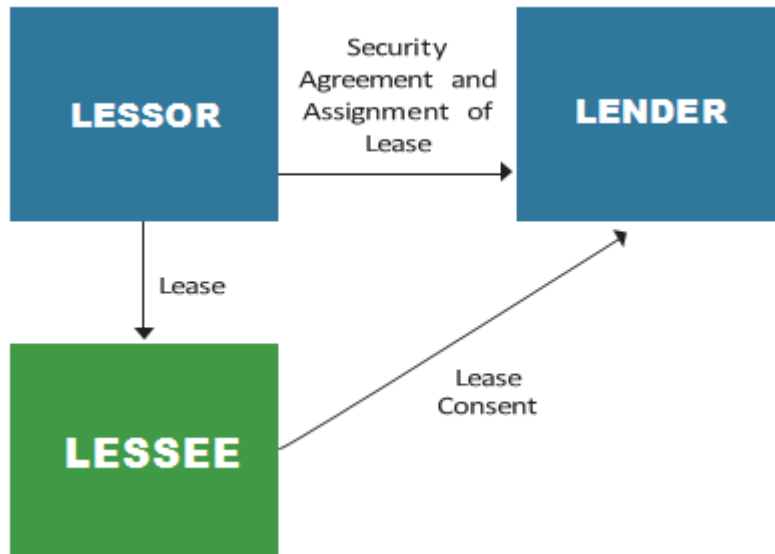 LESSOR
Security
Agreement and
Assignment of
Lease
LENDER
Lease
LESSEE
Lease
Consent